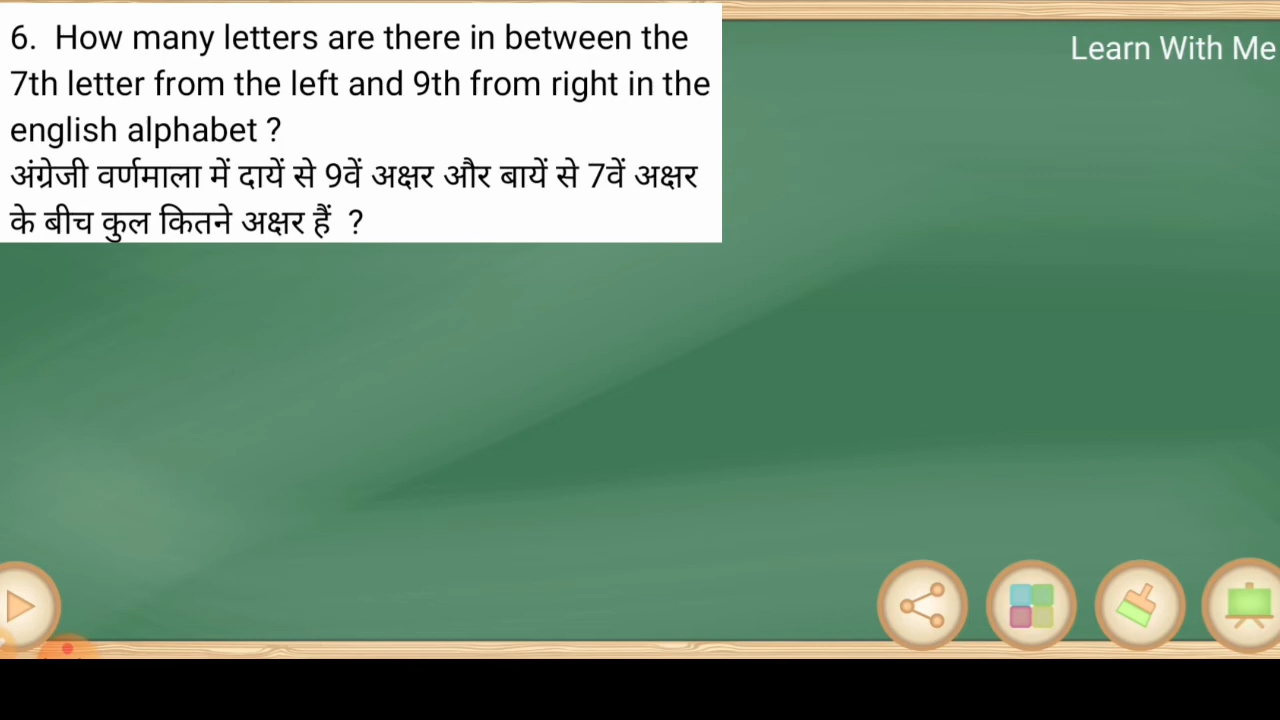 6. How many letters are there in between the
7th letter from the left and 9th from right in the
english alphabet ?
अंग्रेजी वर्णमाला में दायें से 9वें अक्षर और बायें से 7वें अक्षर
के बीच कुल कितने अक्षर हैं ?
Learn With Me